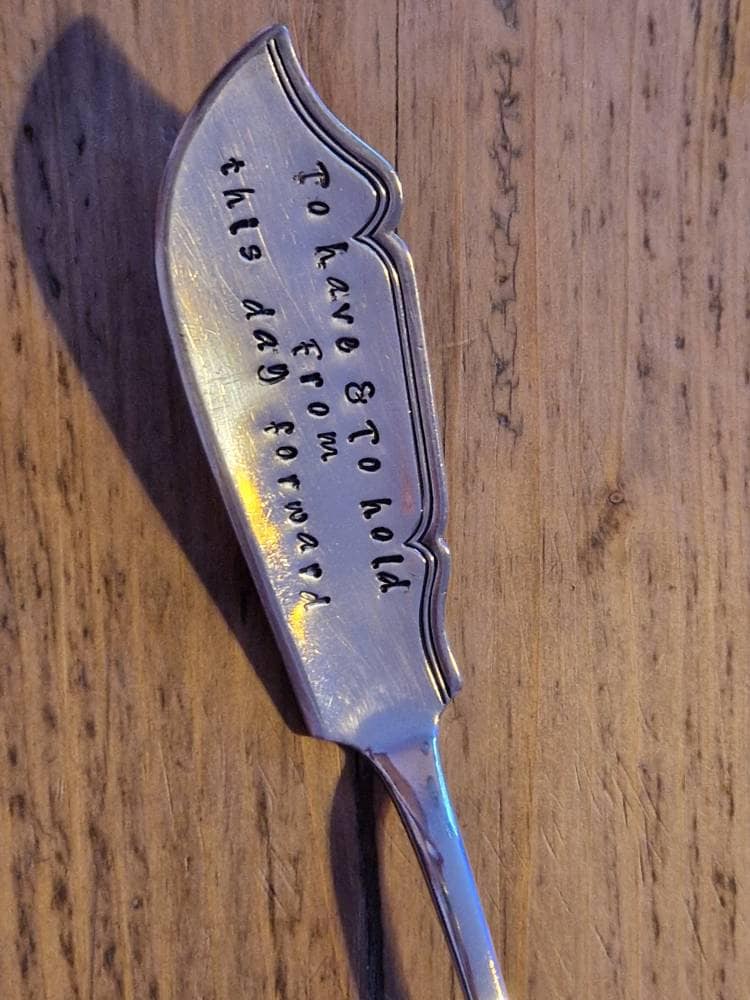 To have & To hold
from
this day forward